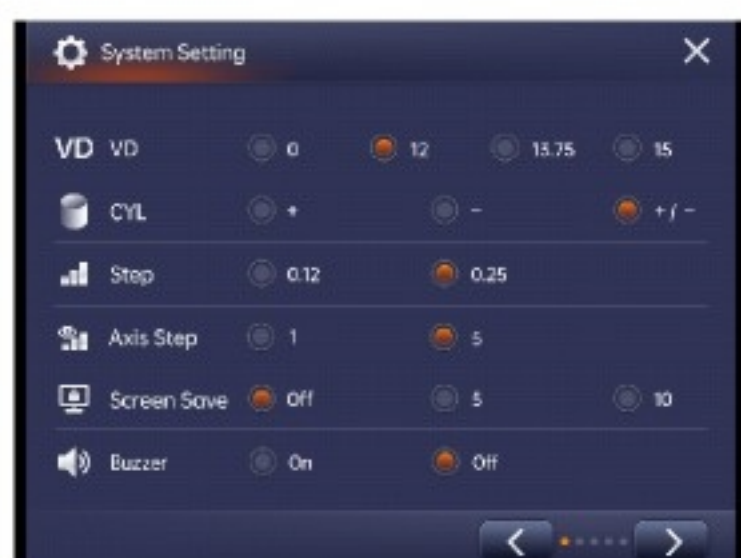 System Setting
VD VD 0 12 13.75 15
CYL + - + / -
Step 0.12 0.25
Axis Step 1 5
Screen Save Off 5 10
Buzzer On Off